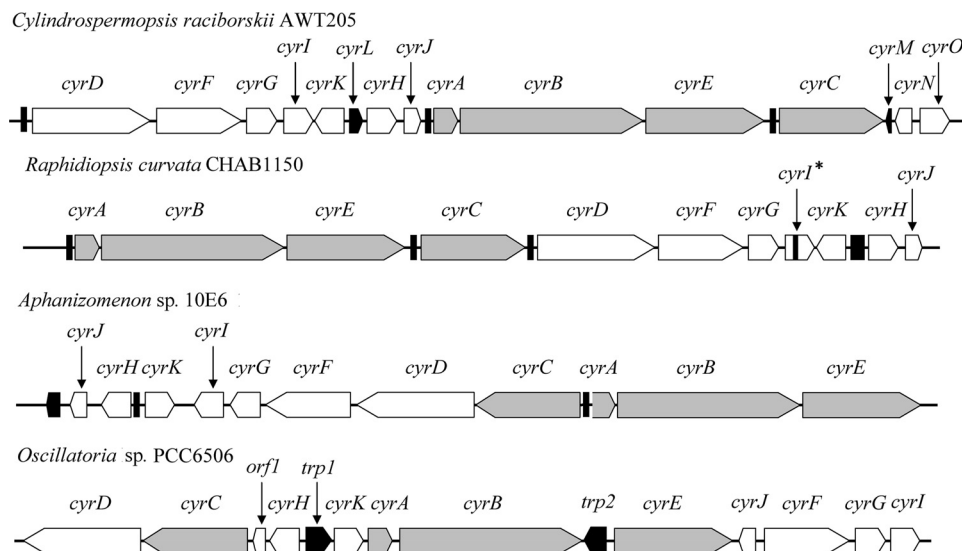 Cylindrospermopsis raciborskii AWT205
cyrI cyrL cyrJ cyrM cyrO
cyrD cyrF cyrG cyrK cyrH cyrA cyrB cyrE cyrC cyrN
Raphidiopsis curvata CHAB1150
cyrI* cyrJ
cyrA cyrB cyrE cyrC cyrD cyrF cyrG cyrK cyrH
Aphanizomenon sp. 10E6
cyrJ cyrI
cyrH cyrK cyrG cyrF cyrD cyrC cyrA cyrB cyrE
Oscillatoria sp. PCC6506
orf1 trp1
cyrD cyrC cyrH cyrK cyrA cyrB trp2 cyrE cyrJ cyrF cyrG cyrI